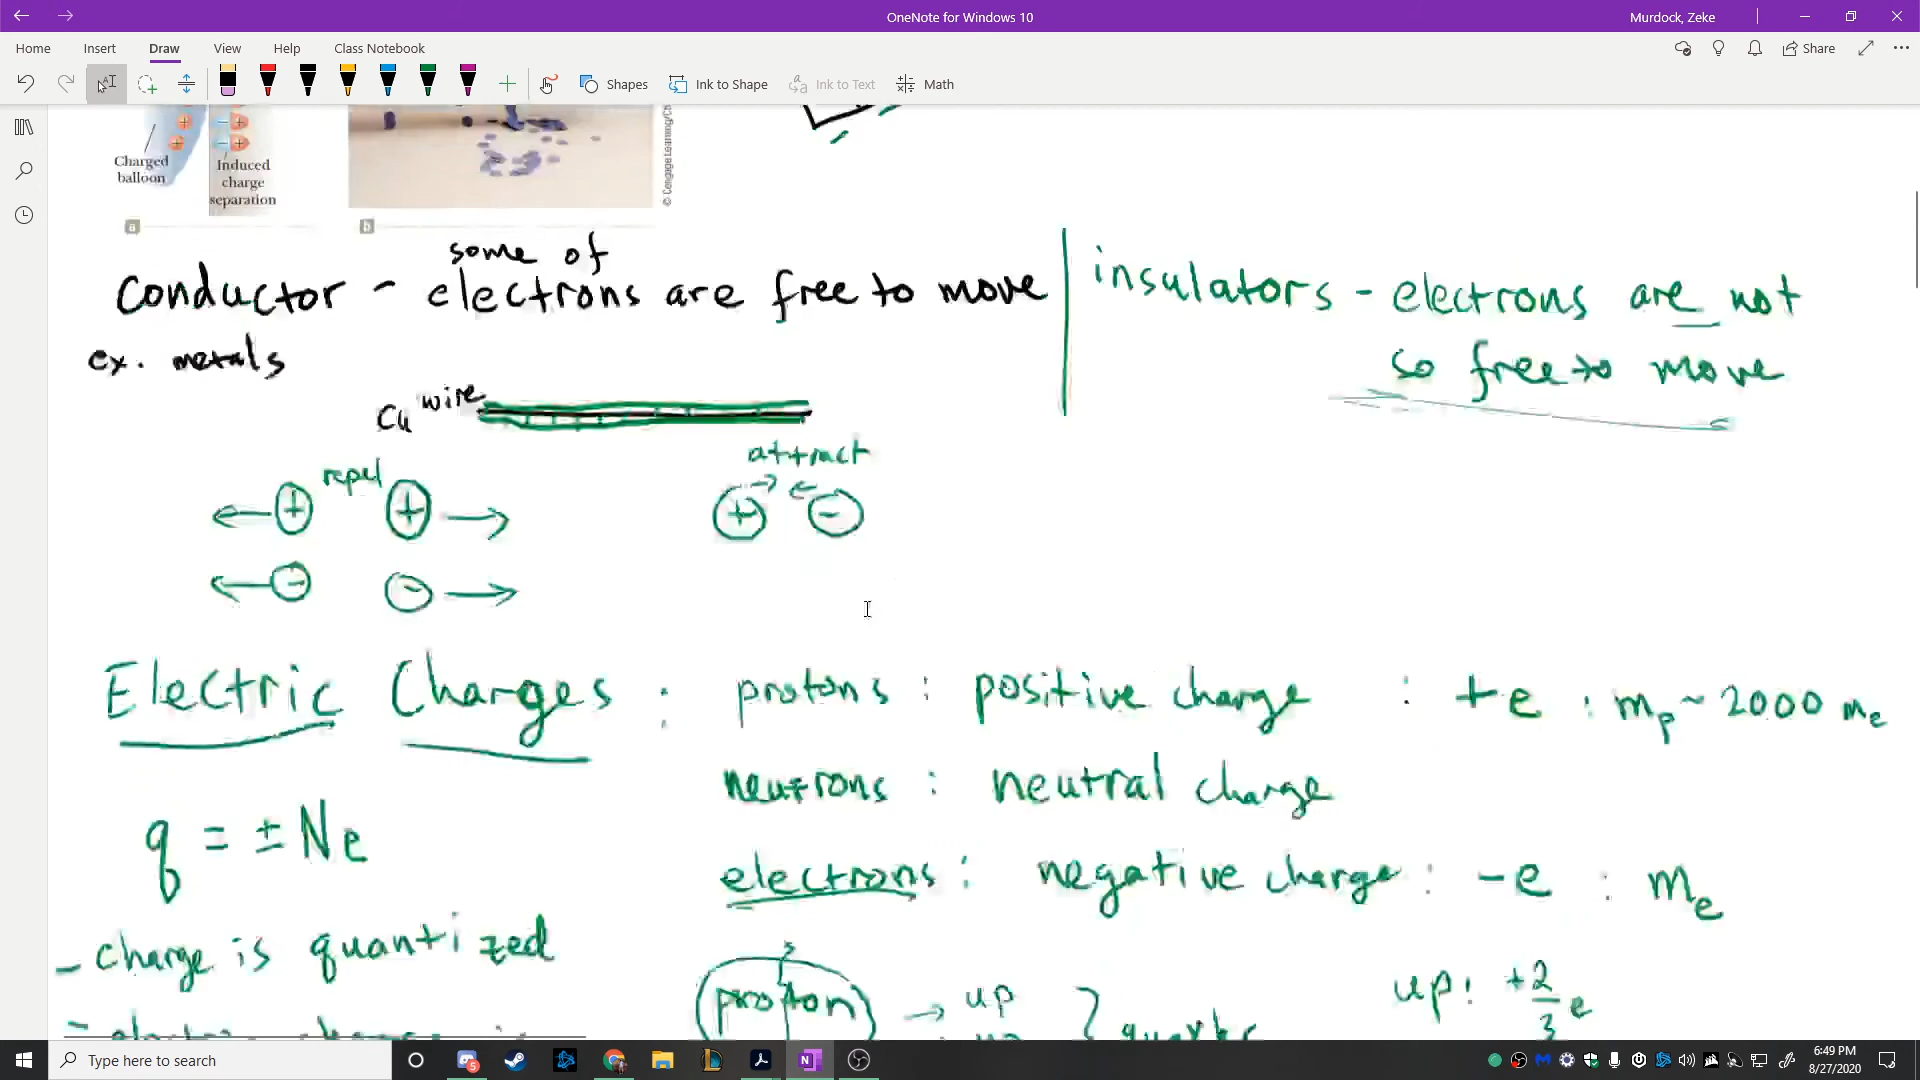 OneNote for Windows 10
Murdock, Zeke
Home Insert Draw View Help Class Notebook
Share
Shapes Ink to Shape Ink to Text Math
Charged
balloon
Induced
charge
separation
© Cengage Learning/Ch
a
b
some of
Conductor - electrons are free to move
ex. metals
insulators - electrons are not
so free to move
Cu wire
repel
attract
+ + + -
- -
Electric Charges : protons : positive charge : +e : mp ~ 2000 me
neutrons : neutral charge
q = ± Ne
electrons : negative charge : -e : me
- charge is quantized
proton → up
up! +2/3 e
quarks
Type here to search
6:49 PM
8/27/2020